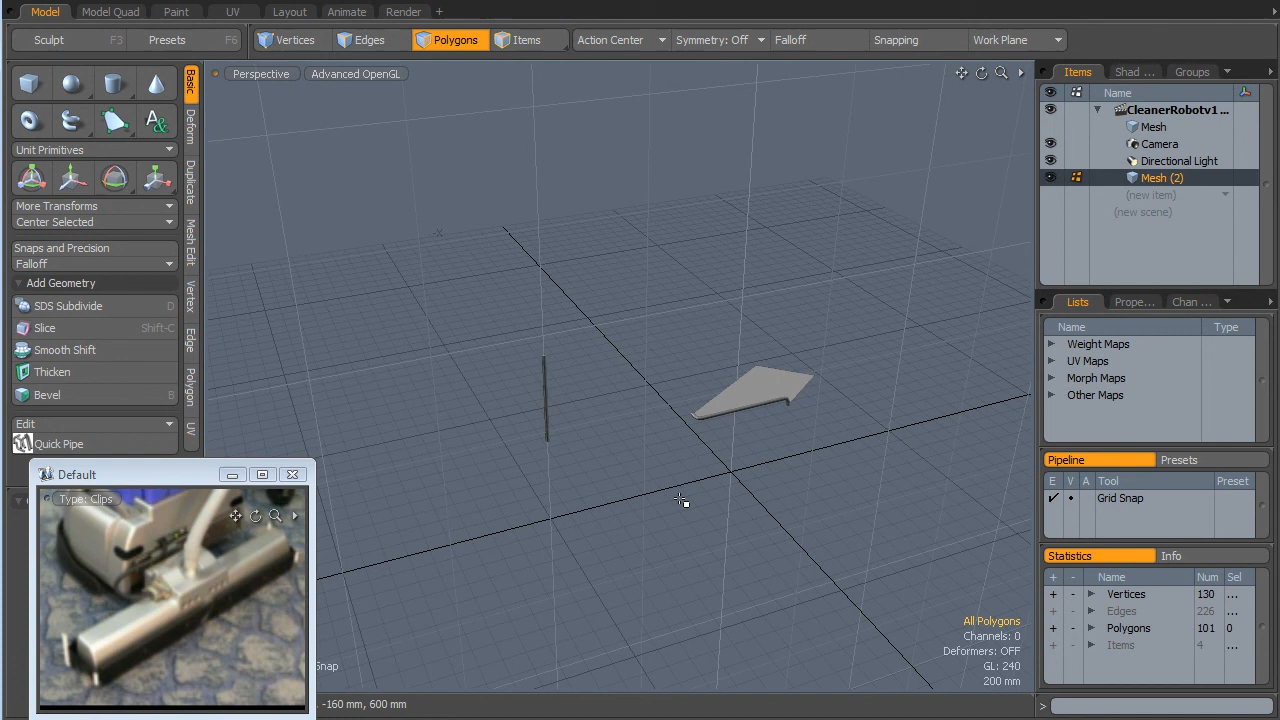 Model
Model Quad
Paint
UV
Layout
Animate
Render
+
Sculpt F3
Presets F6
Vertices
Edges
Polygons
Items
Action Center
Symmetry: Off
Falloff
Snapping
Work Plane
Unit Primitives
More Transforms
Center Selected
Snaps and Precision
Falloff
Add Geometry
SDS Subdivide D
Slice Shift-C
Smooth Shift
Thicken
Bevel B
Edit
Quick Pipe
Basic
Deform
Duplicate
Mesh Edit
Vertex
Edge
Polygon
UV
Perspective
Advanced OpenGL
-X
All Polygons
Channels: 0
Deformers: OFF
GL: 240
200 mm
Snap
, -160 mm, 600 mm
Default
Type: Clips
Items
Shad ...
Groups
Name
CleanerRobotv1 ...
Mesh
Camera
Directional Light
Mesh (2)
(new item)
(new scene)
Lists
Prope...
Chan ...
Name Type
Weight Maps
UV Maps
Morph Maps
Other Maps
Pipeline
Presets
E V A Tool Preset
Grid Snap
Statistics
Info
+ - Name Num Sel
+ - Vertices 130 ...
+ - Edges 226 ...
+ - Polygons 101 0
+ - Items 4 ...
>